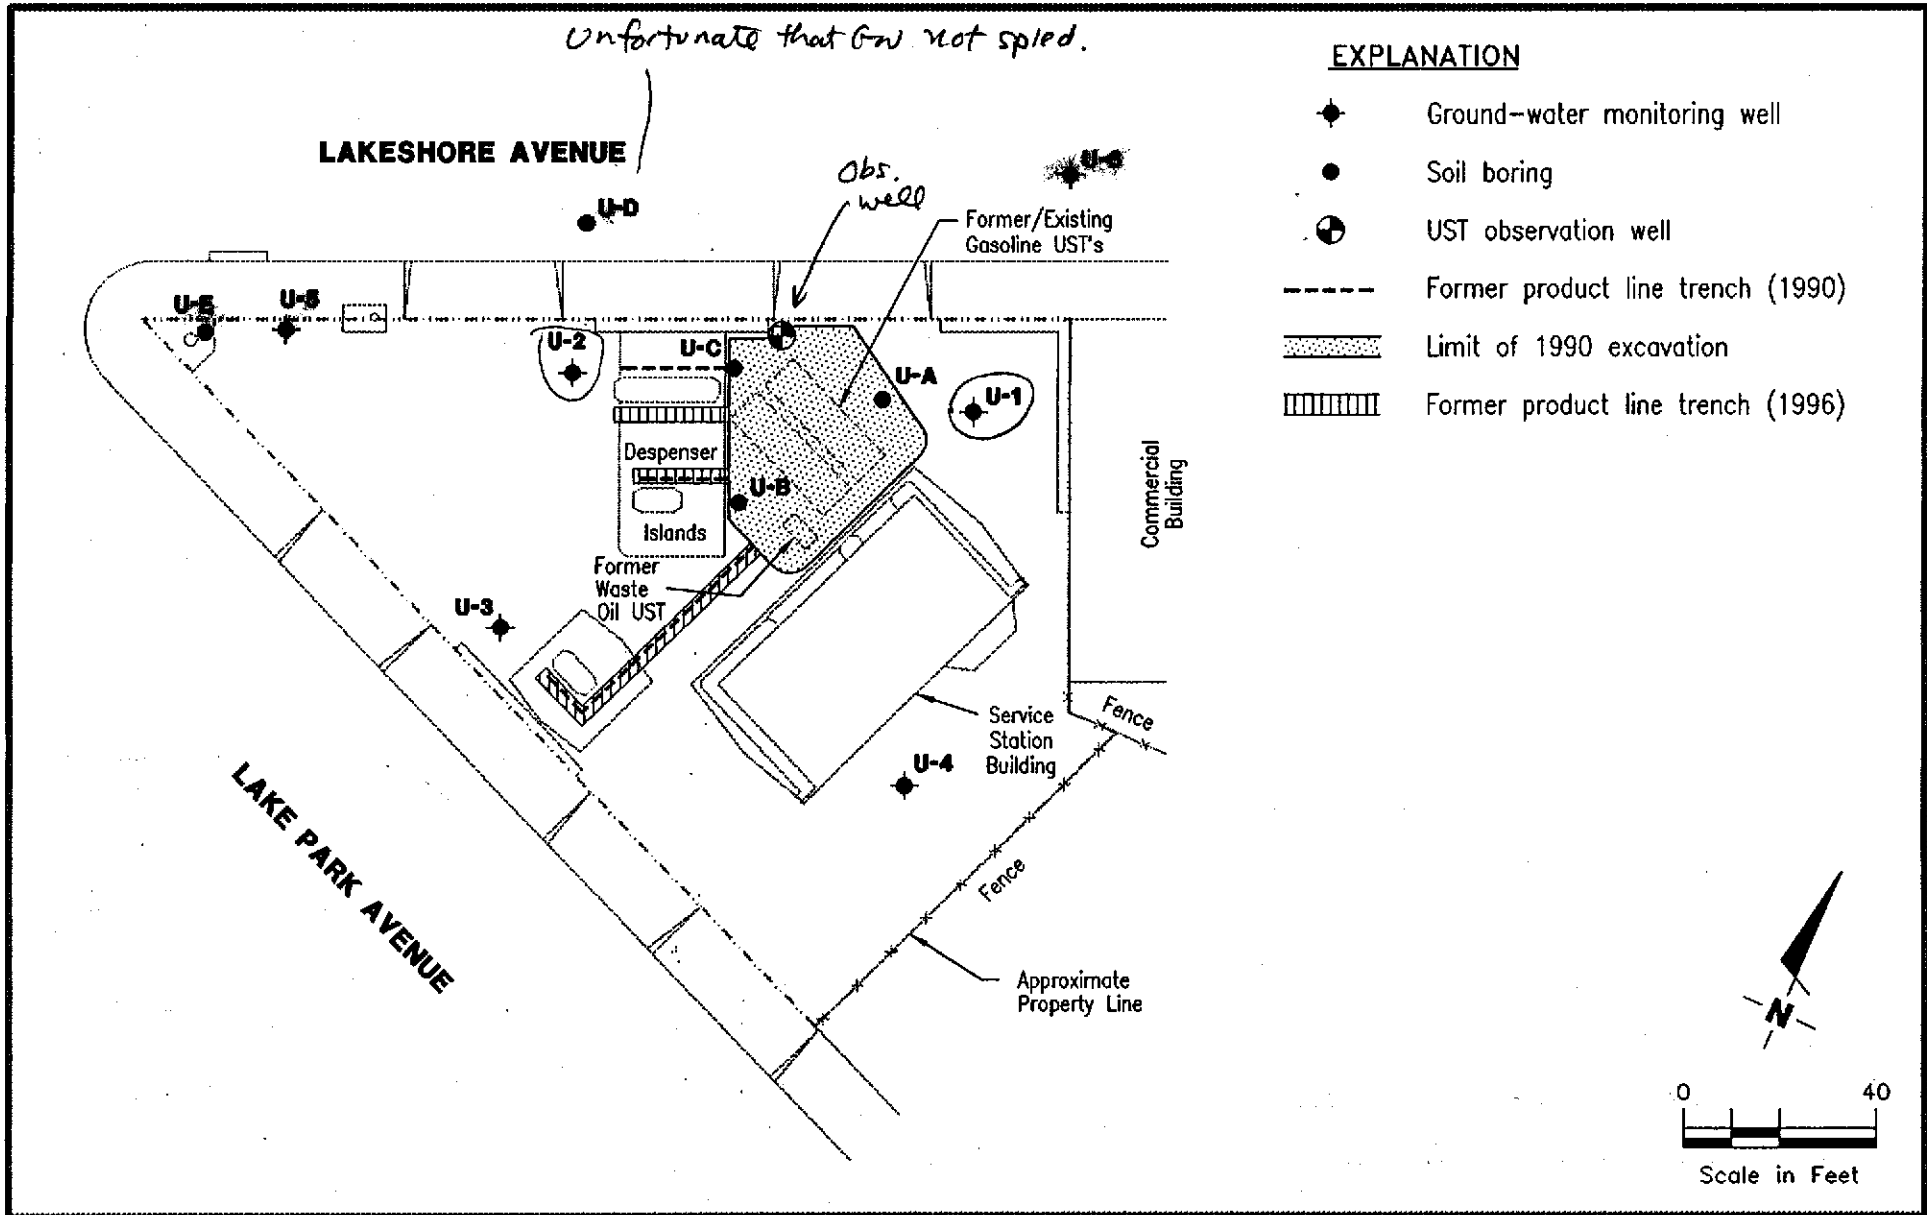 Unfortunate that GW not spled.
LAKESHORE AVENUE
Obs.
well
U-6
U-D
Former/Existing
Gasoline UST's
U-E
U-5
U-2
U-C
U-A
U-1
Despenser
U-B
Islands
Former
Waste
Oil UST
U-3
Commercial
Building
Fence
Service
Station
Building
U-4
Fence
LAKE PARK AVENUE
Approximate
Property Line
EXPLANATION
Ground-water monitoring well
Soil boring
UST observation well
Former product line trench (1990)
Limit of 1990 excavation
Former product line trench (1996)
N
0 40
Scale in Feet